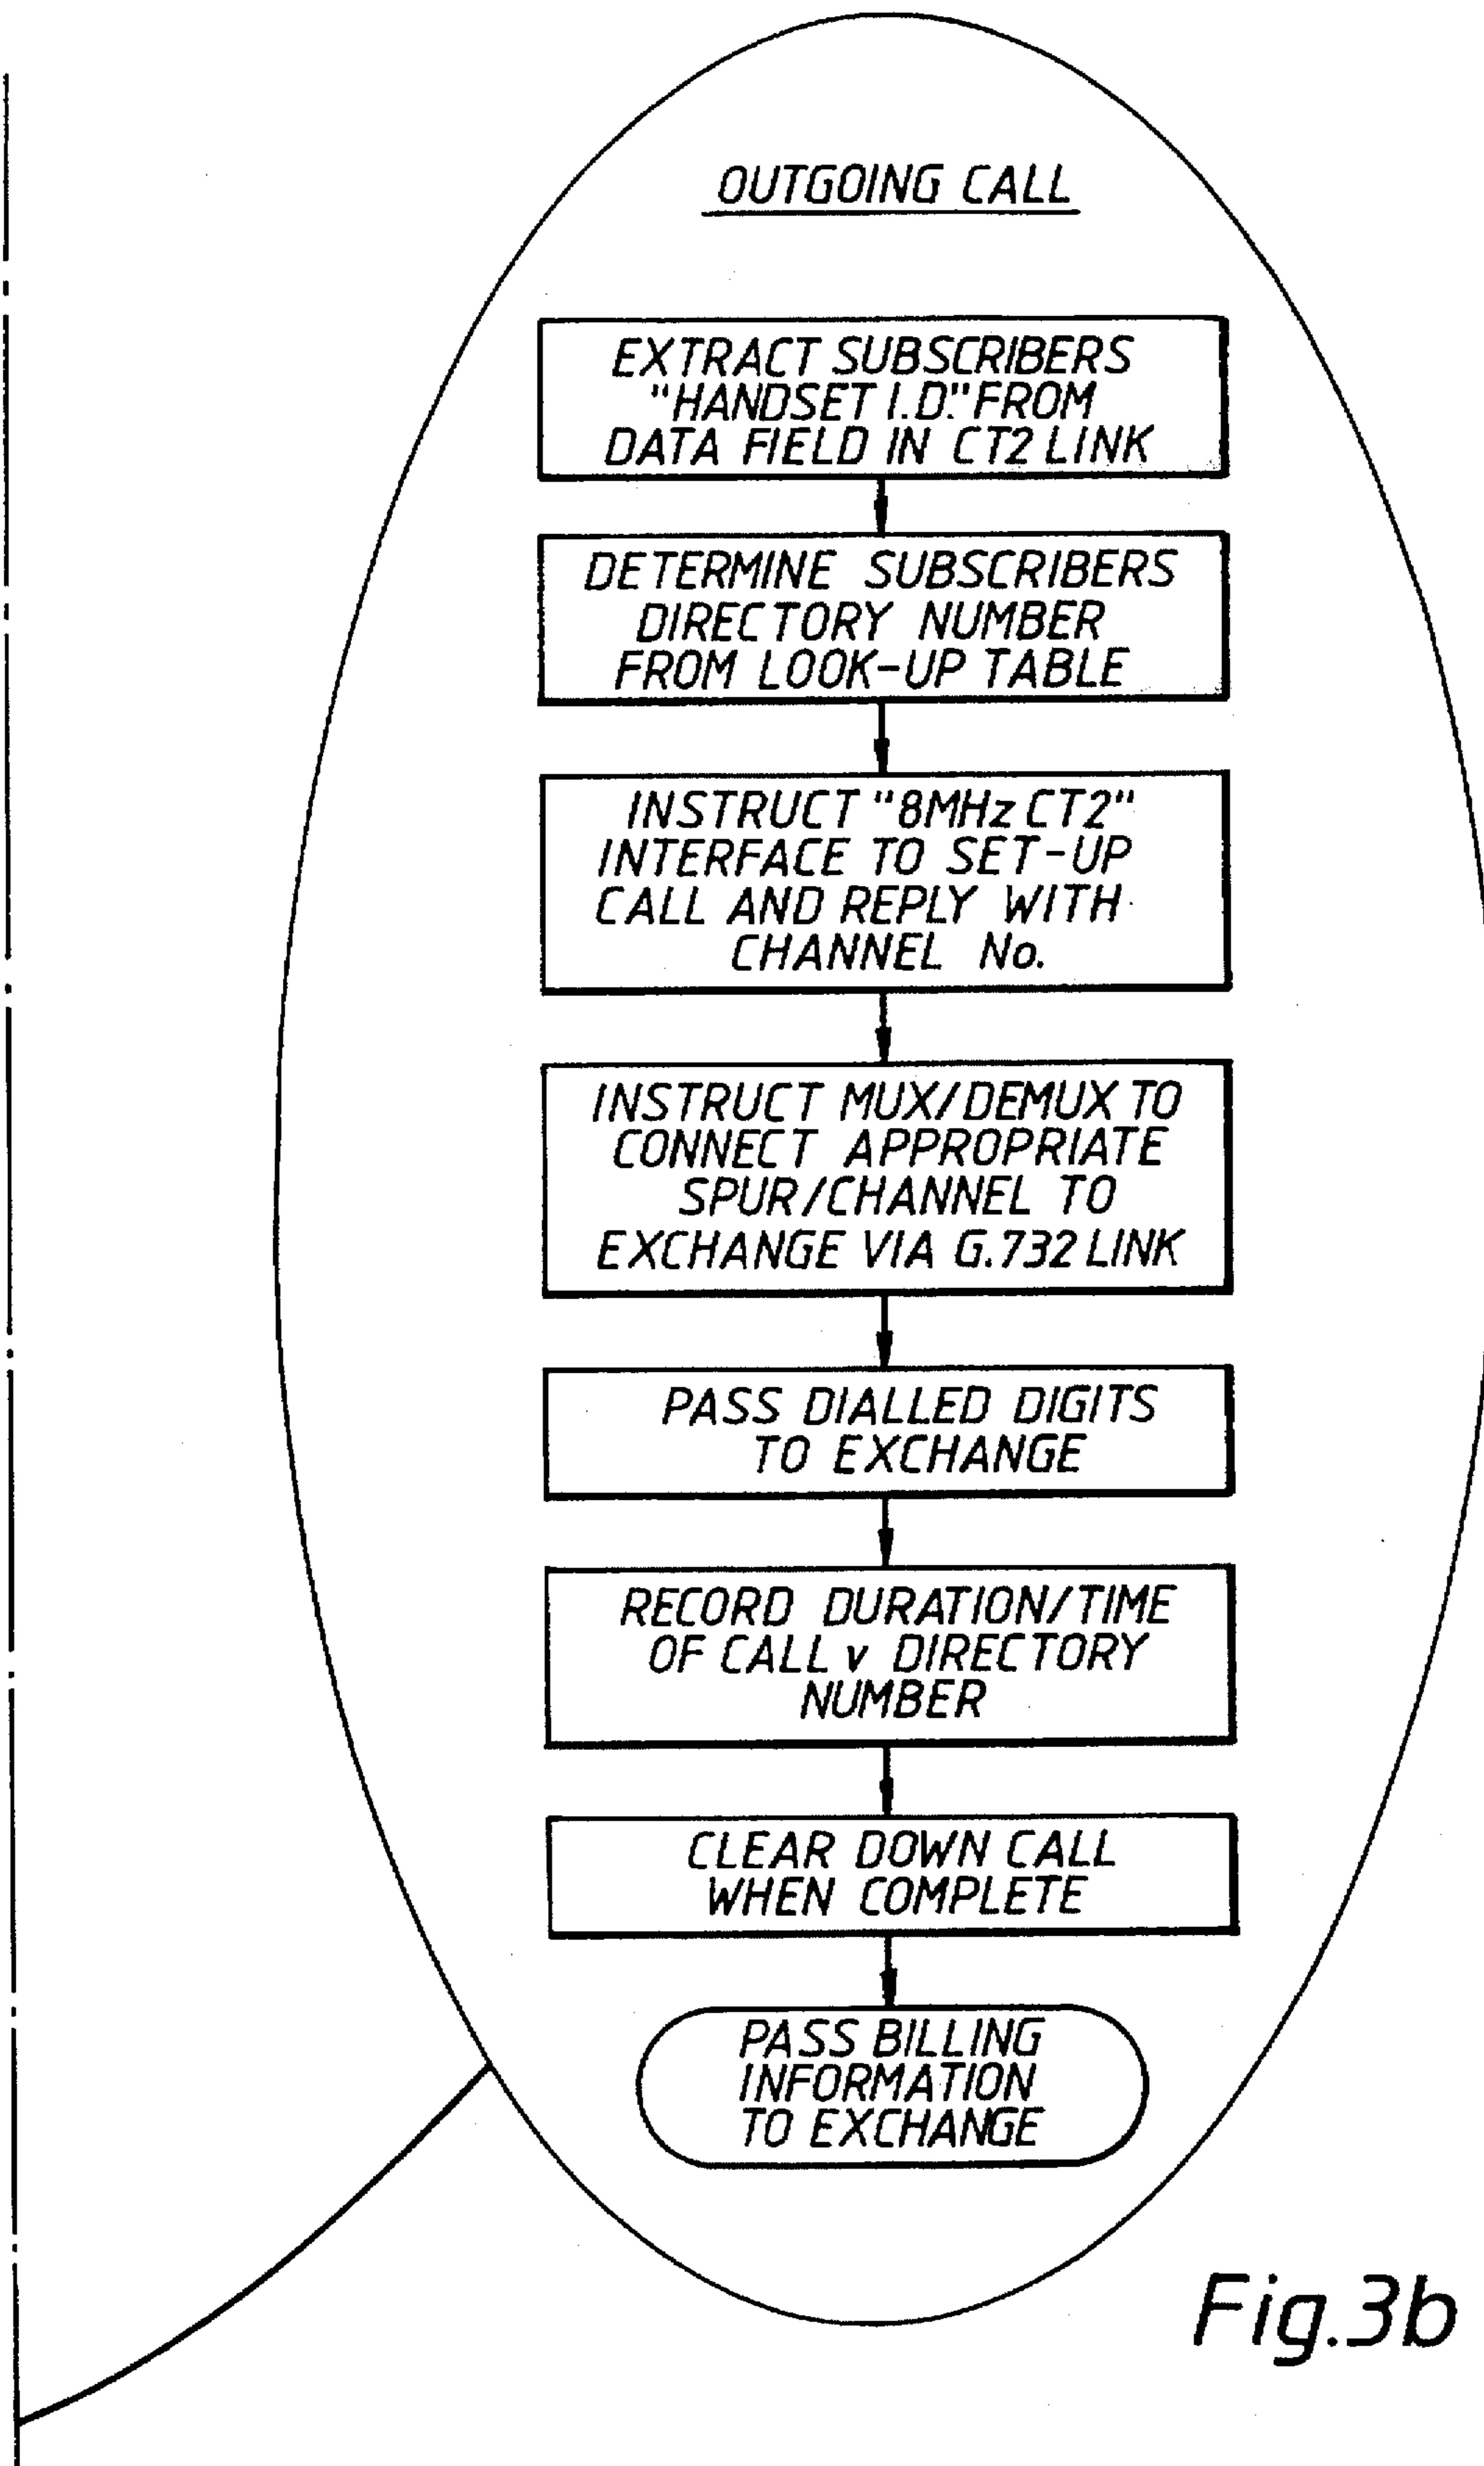 OUTGOING CALL
EXTRACT SUBSCRIBERS
"HANDSET I.D." FROM
DATA FIELD IN CT2 LINK
DETERMINE SUBSCRIBERS
DIRECTORY NUMBER
FROM LOOK-UP TABLE
INSTRUCT "8MHz CT2"
INTERFACE TO SET-UP
CALL AND REPLY WITH
CHANNEL No.
INSTRUCT MUX/DEMUX TO
CONNECT APPROPRIATE
SPUR/CHANNEL TO
EXCHANGE VIA G.732 LINK
PASS DIALLED DIGITS
TO EXCHANGE
RECORD DURATION/TIME
OF CALL v DIRECTORY
NUMBER
CLEAR DOWN CALL
WHEN COMPLETE
PASS BILLING
INFORMATION
TO EXCHANGE
Fig.3b